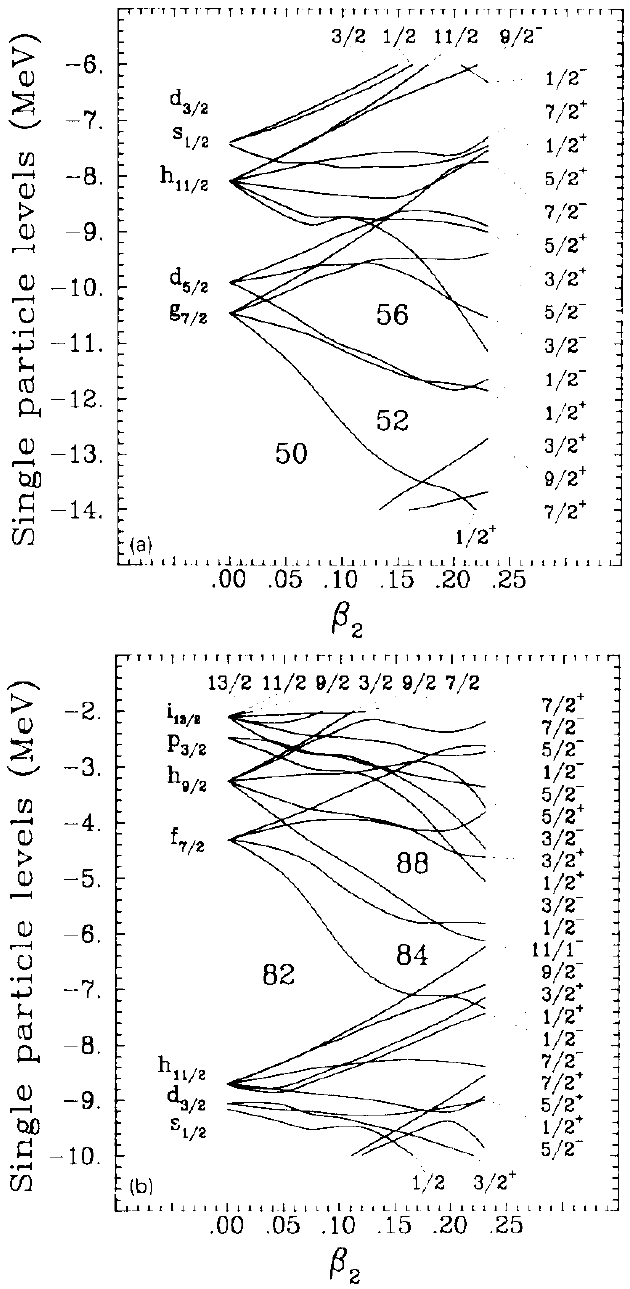 3/2 1/2 11/2 9/2⁻
Single particle levels (MeV)
-6.
-7.
-8.
-9.
-10.
-11.
-12.
-13.
-14.
d₃/₂
s₁/₂
h₁₁/₂
d₅/₂
g₇/₂
56
52
50
1/2⁻
7/2⁺
1/2⁺
5/2⁺
7/2⁻
5/2⁺
3/2⁺
5/2⁻
3/2⁻
1/2⁻
1/2⁺
3/2⁺
9/2⁺
7/2⁺
1/2⁺
(a)
.00 .05 .10 .15 .20 .25
β₂
13/2 11/2 9/2 3/2 9/2 7/2
Single particle levels (MeV)
-2.
-3.
-4.
-5.
-6.
-7.
-8.
-9.
-10.
i₁₃/₂
p₃/₂
h₉/₂
f₇/₂
h₁₁/₂
d₃/₂
s₁/₂
88
84
82
7/2⁺
7/2⁻
5/2⁻
1/2⁻
5/2⁻
5/2⁺
3/2⁻
3/2⁺
1/2⁺
3/2⁻
1/2⁻
11/1⁻
9/2⁻
3/2⁺
1/2⁺
1/2⁻
7/2⁻
7/2⁺
5/2⁺
1/2⁺
5/2⁻
1/2 3/2⁺
(b)
.00 .05 .10 .15 .20 .25
β₂